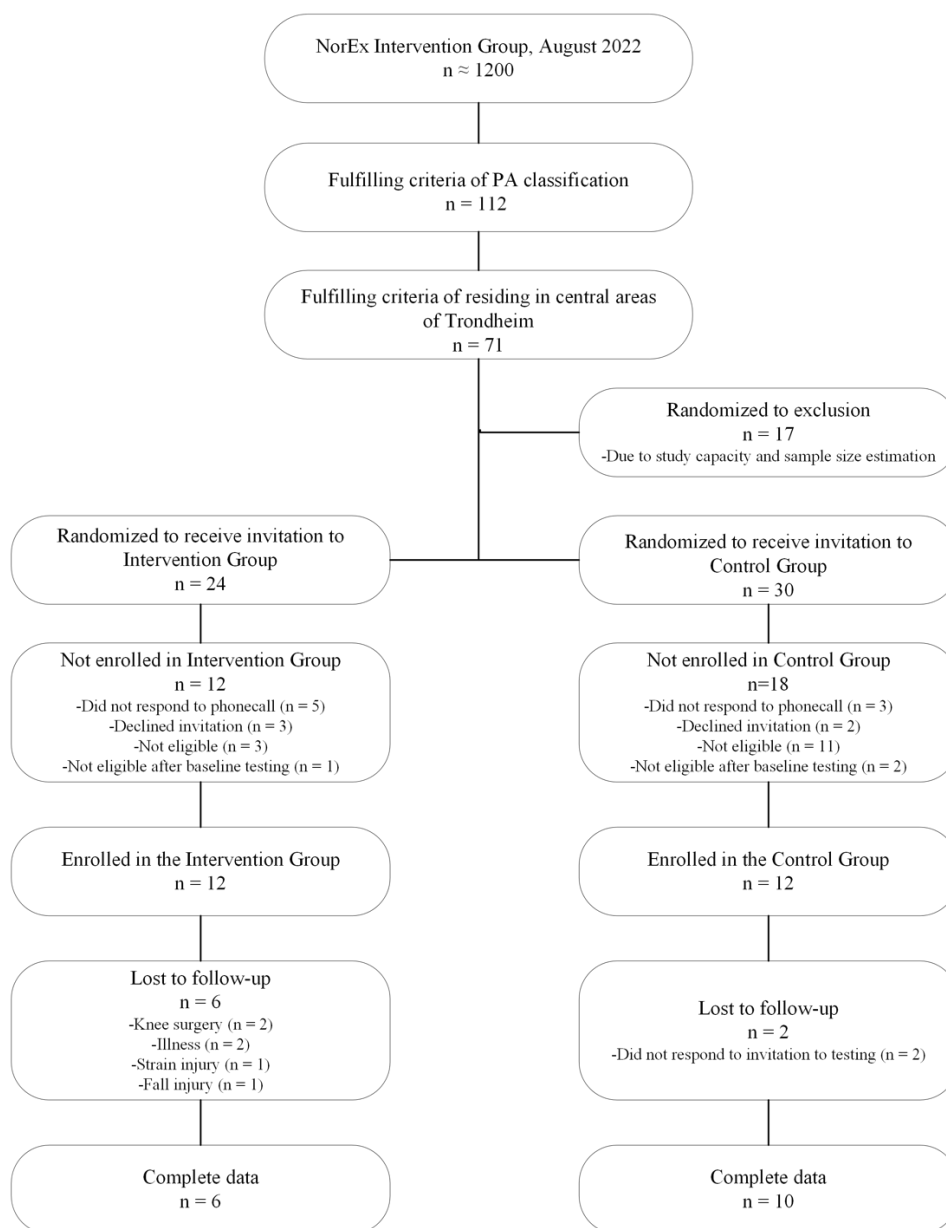 NorEx Intervention Group, August 2022
n ≈ 1200
Fulfilling criteria of PA classification
n = 112
Fulfilling criteria of residing in central areas
of Trondheim
n = 71
Randomized to exclusion
n = 17
-Due to study capacity and sample size estimation
Randomized to receive invitation to
Intervention Group
n = 24
Randomized to receive invitation to
Control Group
n = 30
Not enrolled in Intervention Group
n = 12
-Did not respond to phonecall (n = 5)
-Declined invitation (n = 3)
-Not eligible (n = 3)
-Not eligible after baseline testing (n = 1)
Not enrolled in Control Group
n=18
-Did not respond to phonecall (n = 3)
-Declined invitation (n = 2)
-Not eligible (n = 11)
-Not eligible after baseline testing (n = 2)
Enrolled in the Intervention Group
n = 12
Enrolled in the Control Group
n = 12
Lost to follow-up
n = 6
-Knee surgery (n = 2)
-Illness (n = 2)
-Strain injury (n = 1)
-Fall injury (n = 1)
Lost to follow-up
n = 2
-Did not respond to invitation to testing (n = 2)
Complete data
n = 6
Complete data
n = 10